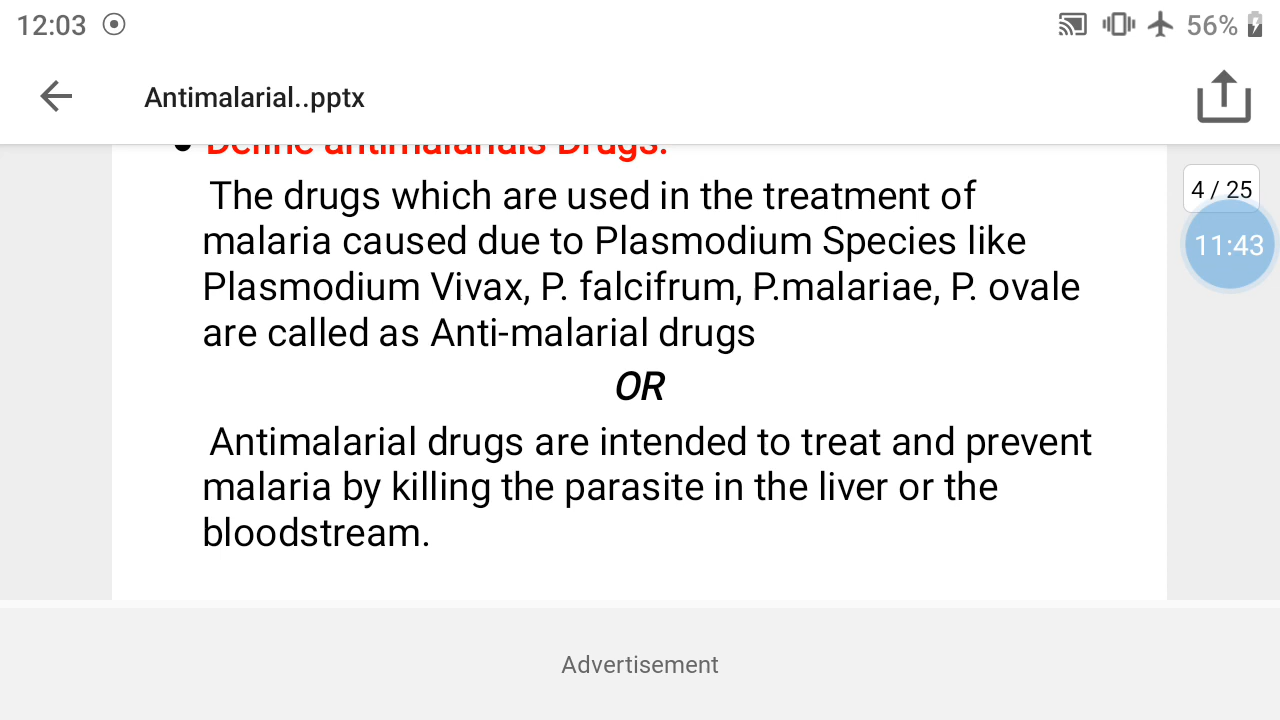 12:03 56%
Antimalarial..pptx
• Define antimalarials Drugs:
The drugs which are used in the treatment of
4 / 25
malaria caused due to Plasmodium Species like
11:43
Plasmodium Vivax, P. falcifrum, P.malariae, P. ovale
are called as Anti-malarial drugs
OR
Antimalarial drugs are intended to treat and prevent
malaria by killing the parasite in the liver or the
bloodstream.
Advertisement